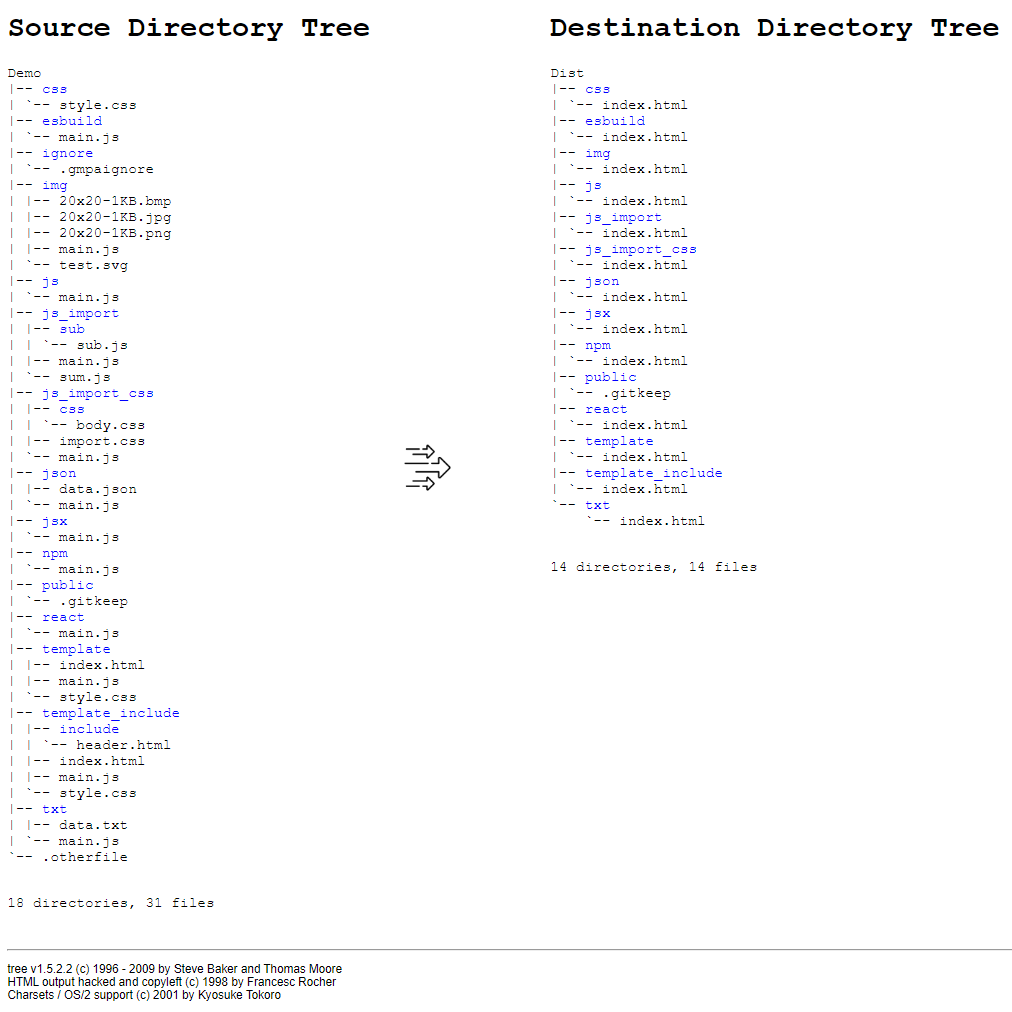 Source Directory Tree
Demo
|-- css
| `-- style.css
|-- esbuild
| `-- main.js
|-- ignore
| `-- .gmpaignore
|-- img
| |-- 20x20-1KB.bmp
| |-- 20x20-1KB.jpg
| |-- 20x20-1KB.png
| |-- main.js
| `-- test.svg
|-- js
| `-- main.js
|-- js_import
| |-- sub
| | `-- sub.js
| |-- main.js
| `-- sum.js
|-- js_import_css
| |-- css
| | `-- body.css
| |-- import.css
| `-- main.js
|-- json
| |-- data.json
| `-- main.js
|-- jsx
| `-- main.js
|-- npm
| `-- main.js
|-- public
| `-- .gitkeep
|-- react
| `-- main.js
|-- template
| |-- index.html
| |-- main.js
| `-- style.css
|-- template_include
| |-- include
| | `-- header.html
| |-- index.html
| |-- main.js
| `-- style.css
|-- txt
| |-- data.txt
| `-- main.js
`-- .otherfile
18 directories, 31 files
Destination Directory Tree
Dist
|-- css
| `-- index.html
|-- esbuild
| `-- index.html
|-- img
| `-- index.html
|-- js
| `-- index.html
|-- js_import
| `-- index.html
|-- js_import_css
| `-- index.html
|-- json
| `-- index.html
|-- jsx
| `-- index.html
|-- npm
| `-- index.html
|-- public
| `-- .gitkeep
|-- react
| `-- index.html
|-- template
| `-- index.html
|-- template_include
| `-- index.html
`-- txt
    `-- index.html
14 directories, 14 files
tree v1.5.2.2 (c) 1996 - 2009 by Steve Baker and Thomas Moore
HTML output hacked and copyleft (c) 1998 by Francesc Rocher
Charsets / OS/2 support (c) 2001 by Kyosuke Tokoro